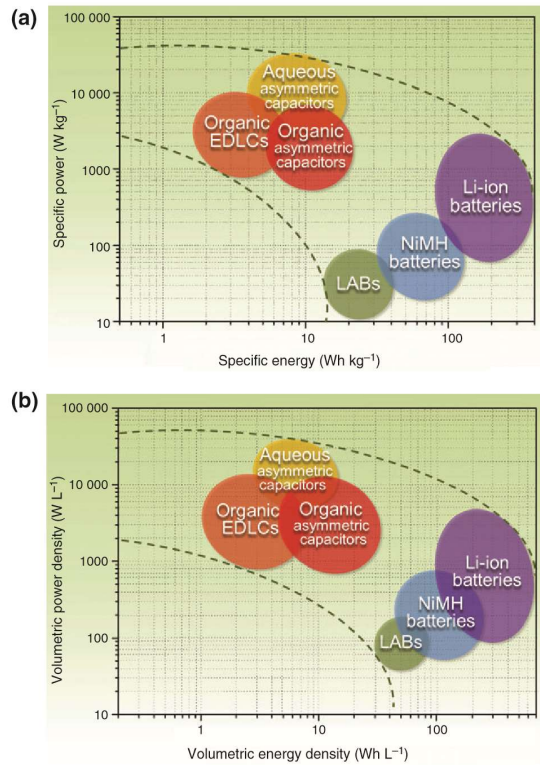 (a)
Specific power (W kg–1)
100 000
10 000
1000
100
10
Aqueous
asymmetric
capacitors
Organic
EDLCs
Organic
asymmetric
capacitors
Li-ion
batteries
NiMH
batteries
LABs
1
10
100
Specific energy (Wh kg–1)
(b)
Volumetric power density (W L–1)
100 000
10 000
1000
100
10
Aqueous
asymmetric
capacitors
Organic
EDLCs
Organic
asymmetric
capacitors
Li-ion
batteries
NiMH
batteries
LABs
1
10
100
Volumetric energy density (Wh L–1)